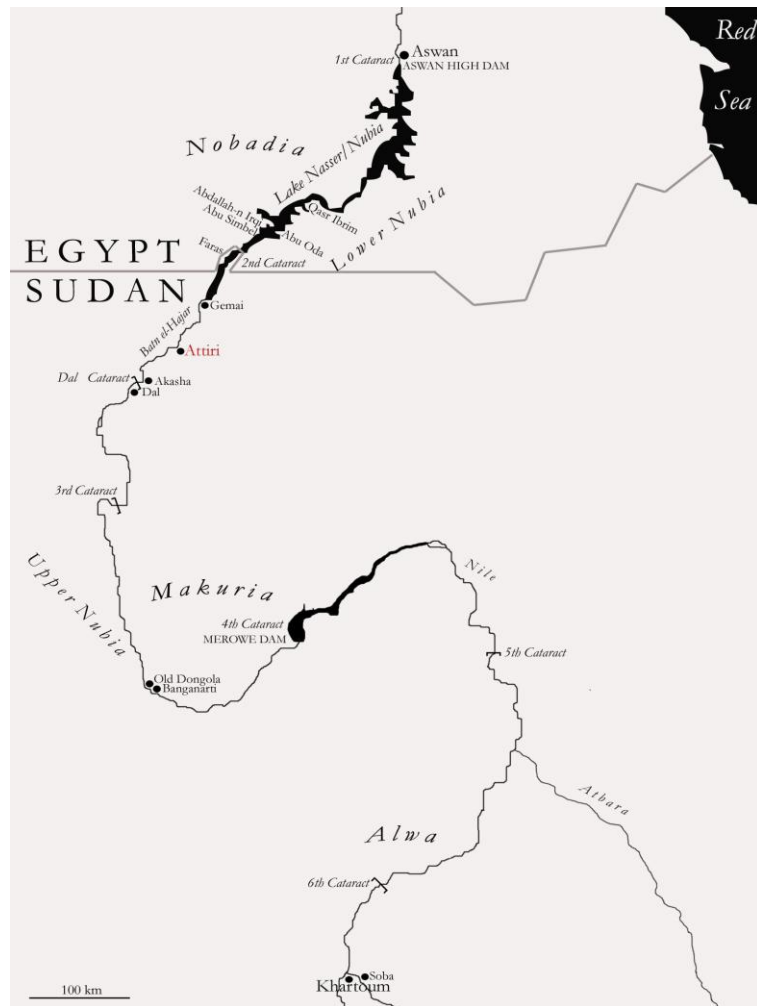 Red
Sea
Aswan
1st Cataract
ASWAN HIGH DAM
Nobadia
Lake Nasser/Nubia
Abdallah-n Irqi
Abu Simbel
Qasr Ibrim
Abu Oda
Lower Nubia
Faras
EGYPT
2nd Cataract
SUDAN
Gemai
Batn el-Hajar
Attiri
Dal Cataract
Akasha
Dal
3rd Cataract
Upper Nubia
Makuria
Nile
4th Cataract
MEROWE DAM
5th Cataract
Old Dongola
Banganarti
Atbara
Alwa
6th Cataract
Soba
Khartoum
100 km